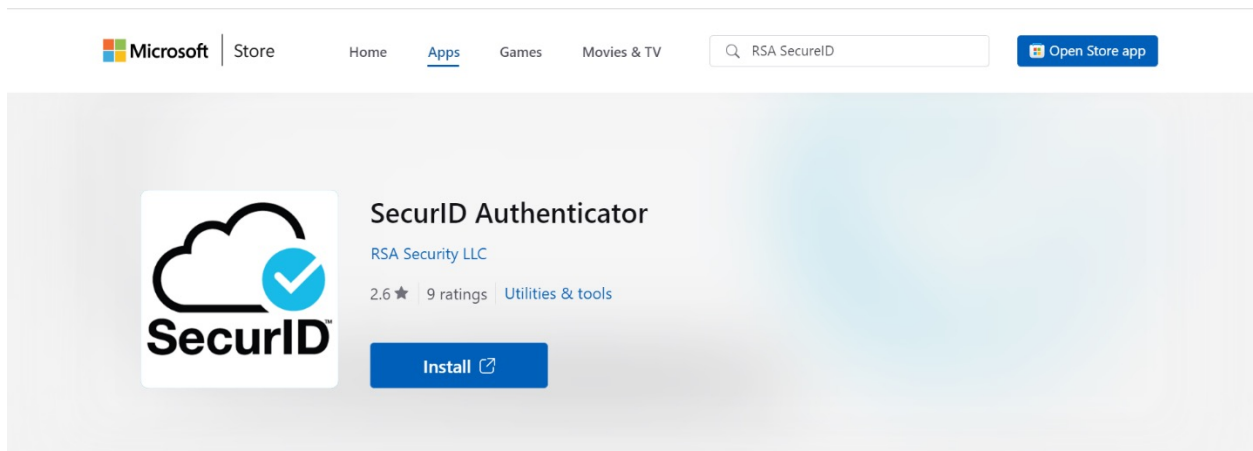 Microsoft Store Home Apps Games Movies & TV RSA SecureID Open Store app
SecurID Authenticator
RSA Security LLC
2.6 9 ratings Utilities & tools
SecurID™
Install